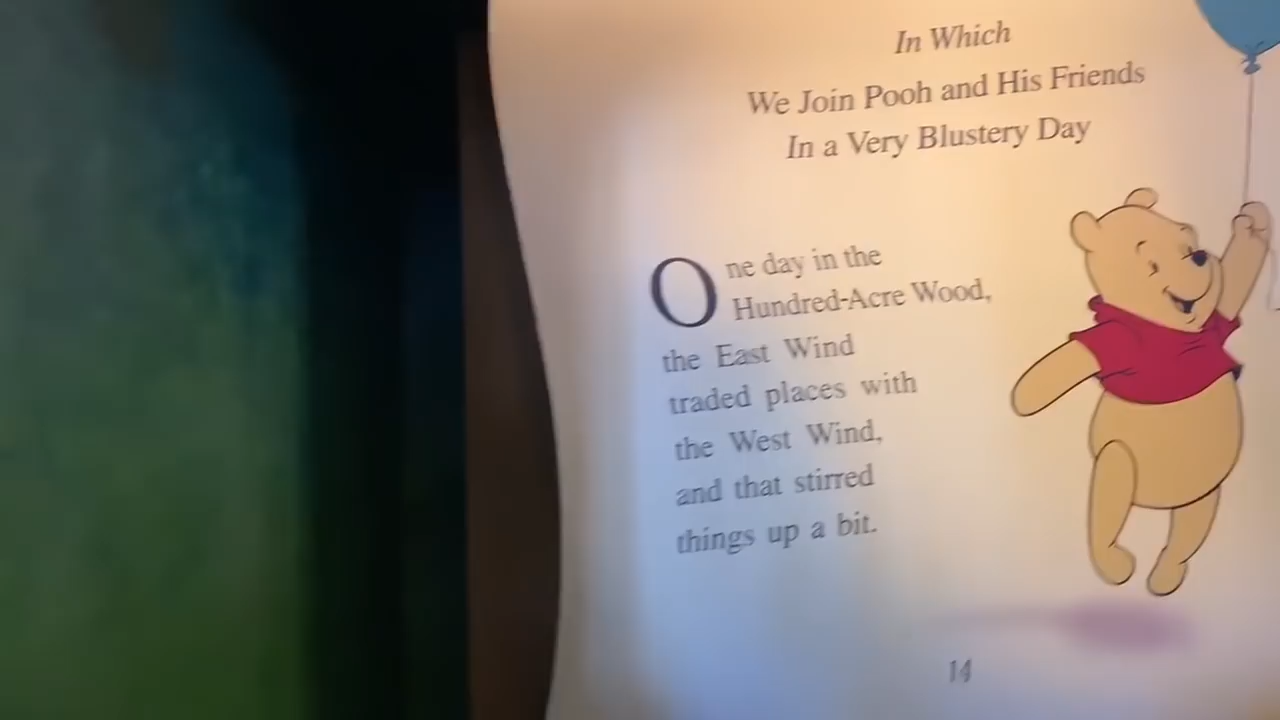 In Which
We Join Pooh and His Friends
In a Very Blustery Day
One day in the
Hundred-Acre Wood,
the East Wind
traded places with
the West Wind,
and that stirred
things up a bit.
14